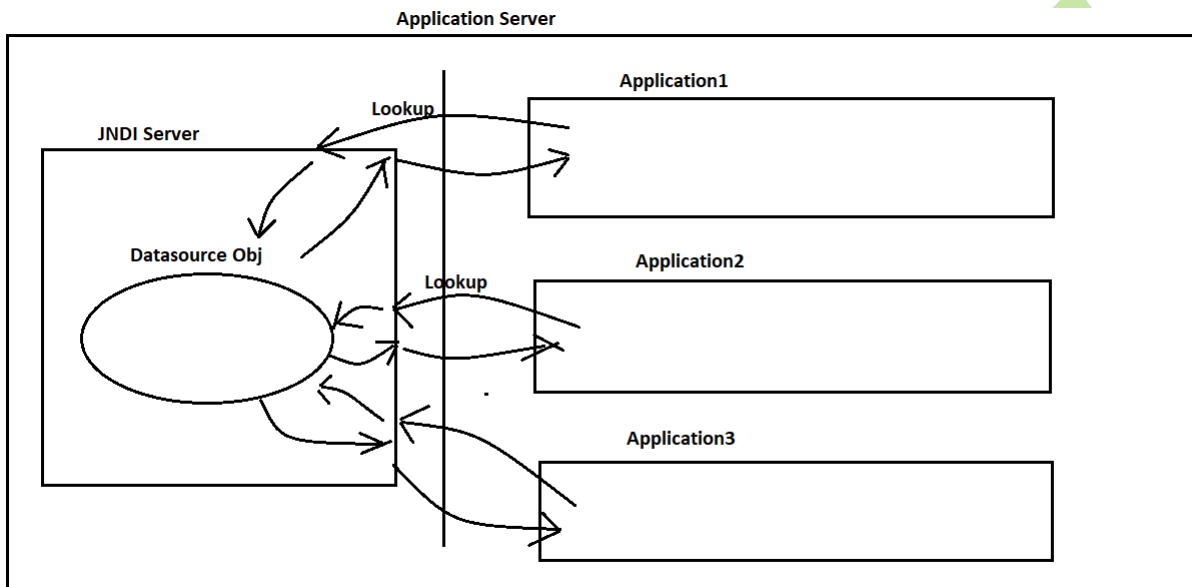 Application Server
Application1
Lookup
JNDI Server
Datasource Obj
Application2
Lookup
Application3